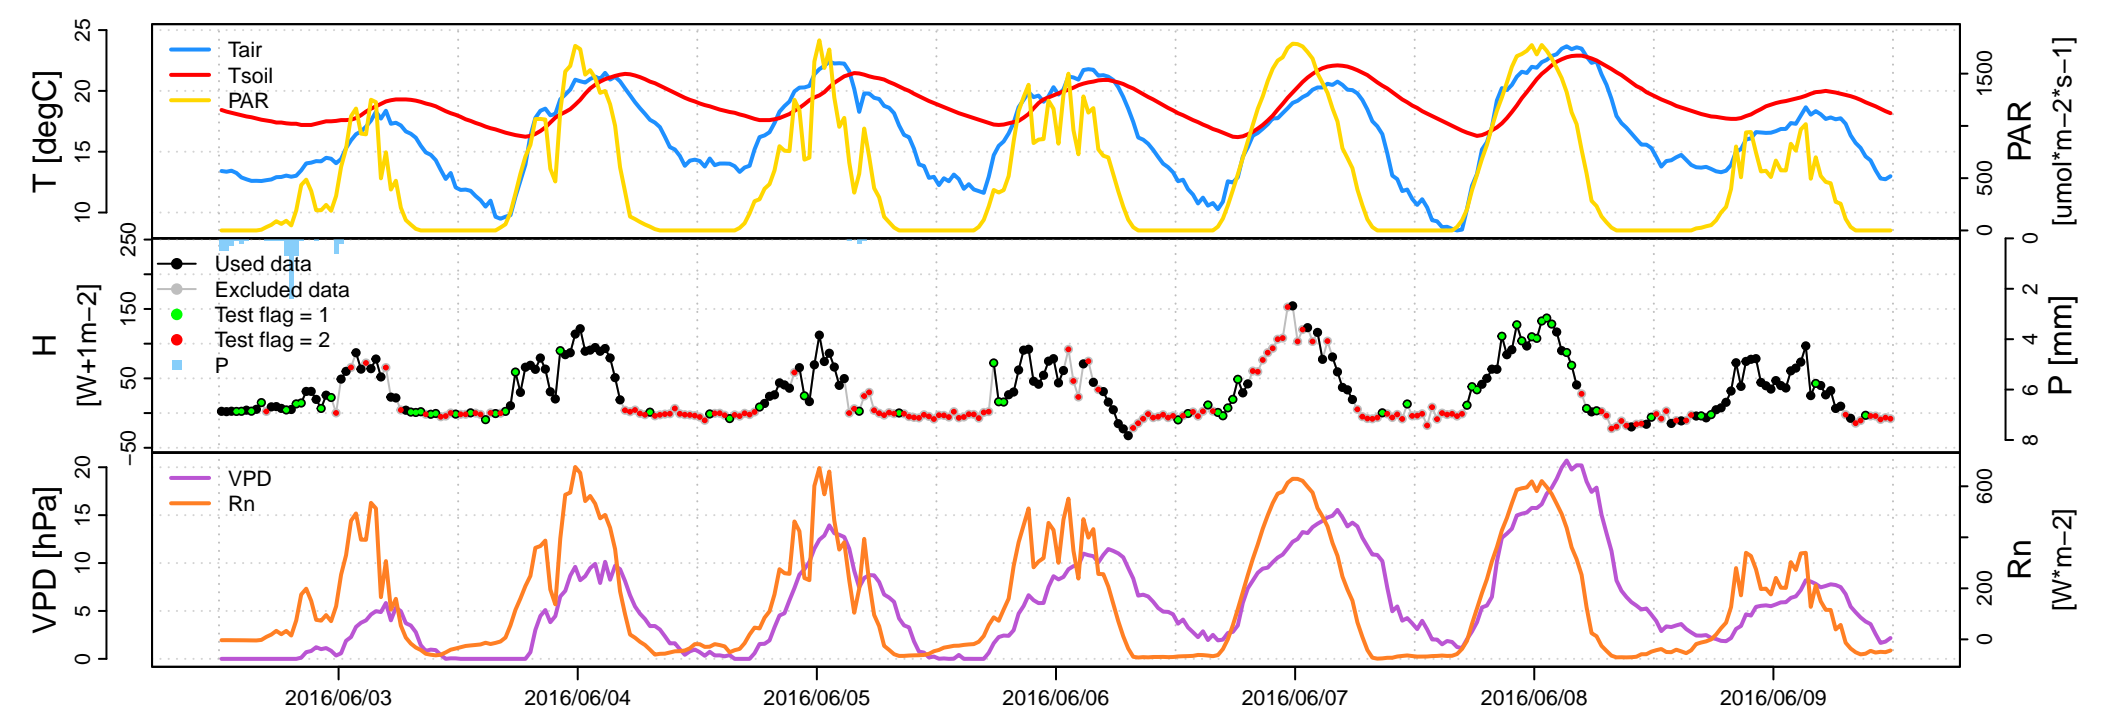 T [degC]
10
15
20
25
Tair
Tsoil
PAR
0
500
1500
PAR
[umol*m−2*s−1]
H
[W+1m−2]
−50
50
150
250
Used data
Excluded data
Test flag = 1
Test flag = 2
P
0
2
4
6
8
P [mm]
VPD [hPa]
0
5
10
15
20
VPD
Rn
0
200
600
Rn
[W*m−2]
2016/06/03
2016/06/04
2016/06/05
2016/06/06
2016/06/07
2016/06/08
2016/06/09